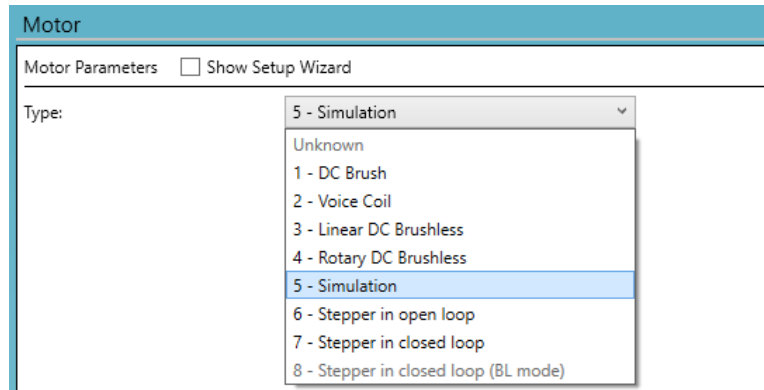 Motor
Motor Parameters Show Setup Wizard
Type: 5 - Simulation
Unknown
1 - DC Brush
2 - Voice Coil
3 - Linear DC Brushless
4 - Rotary DC Brushless
5 - Simulation
6 - Stepper in open loop
7 - Stepper in closed loop
8 - Stepper in closed loop (BL mode)